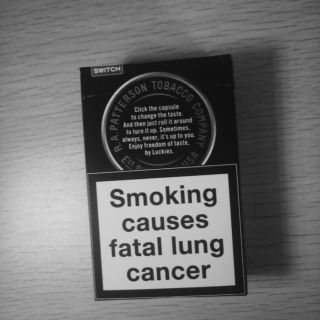 SWITCH
R.A. PATTERSON TOBACCO COMPANY
Click the capsule
to change the taste.
And then just roll it around
to turn it up. Sometimes,
always, never, it's up to you.
Enjoy freedom of taste.
by Luckies.
USA
Smoking
causes
fatal lung
cancer